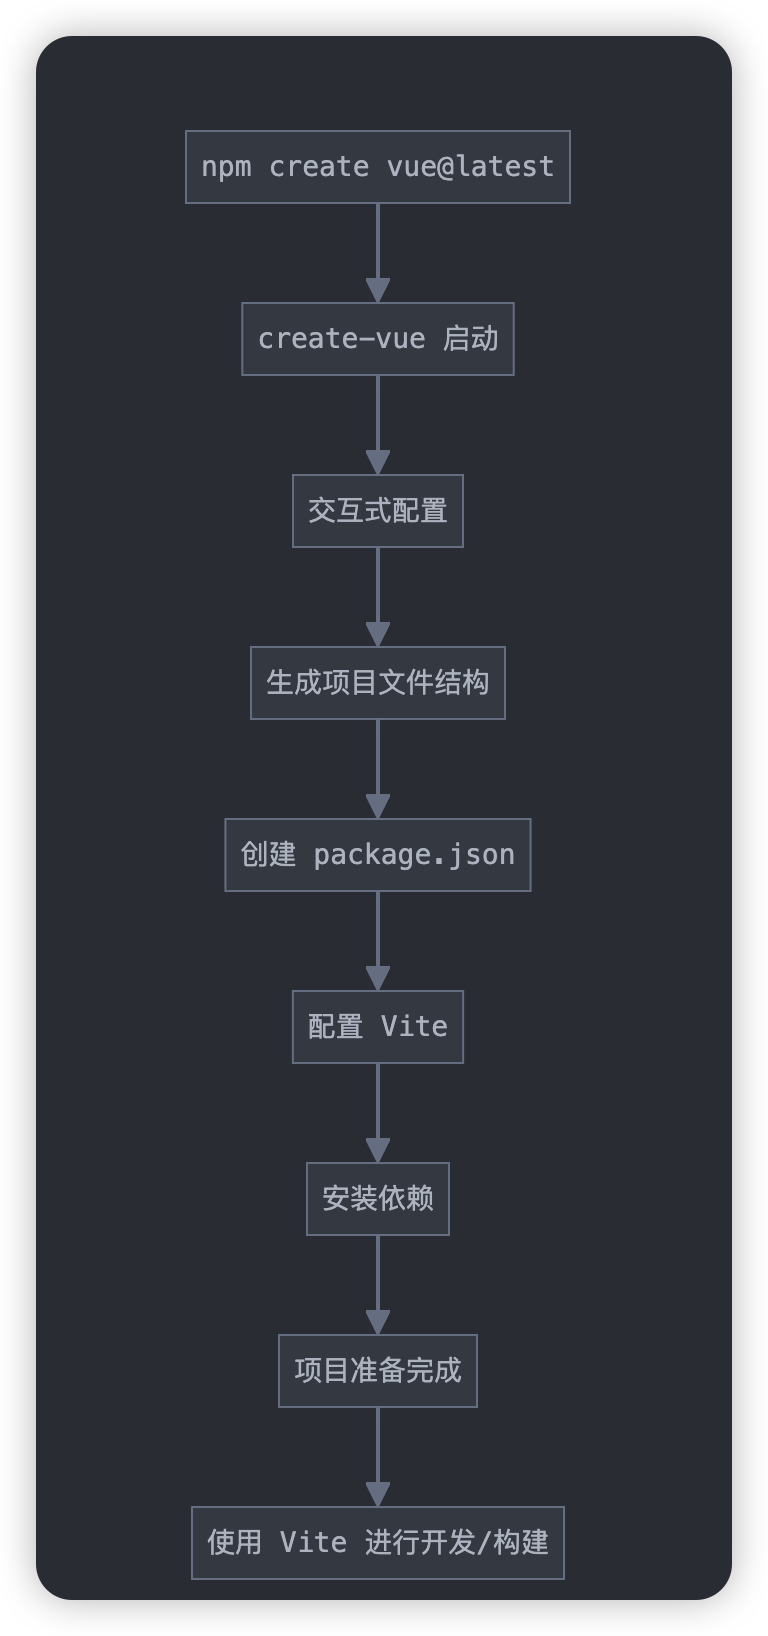 npm create vue@latest
create-vue 启动
交互式配置
生成项目文件结构
创建 package.json
配置 Vite
安装依赖
项目准备完成
使用 Vite 进行开发/构建